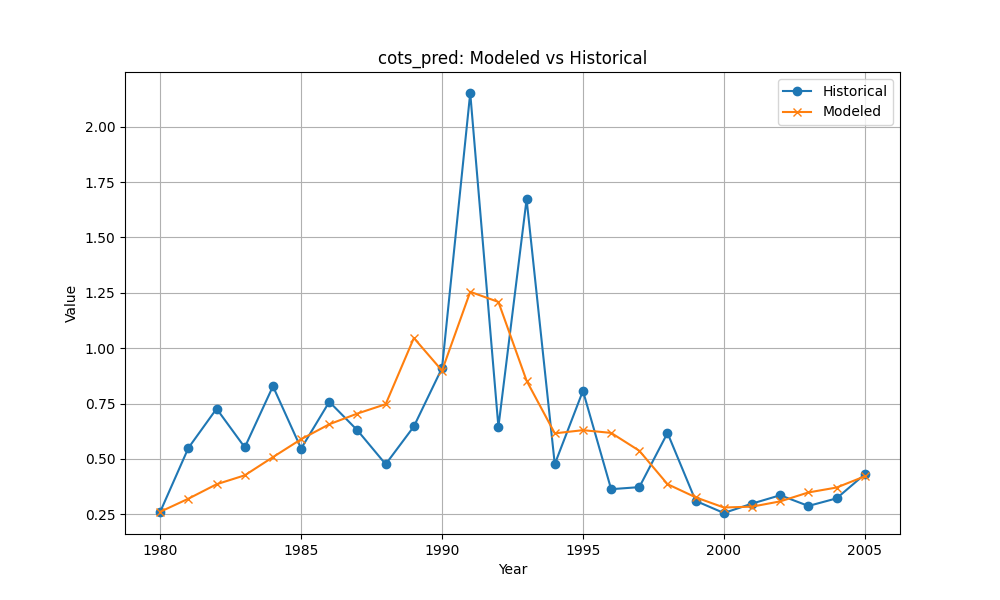 cots_pred: Modeled vs Historical
Historical
Modeled
Value
2.00
1.75
1.50
1.25
1.00
0.75
0.50
0.25
1980 1985 1990 1995 2000 2005
Year